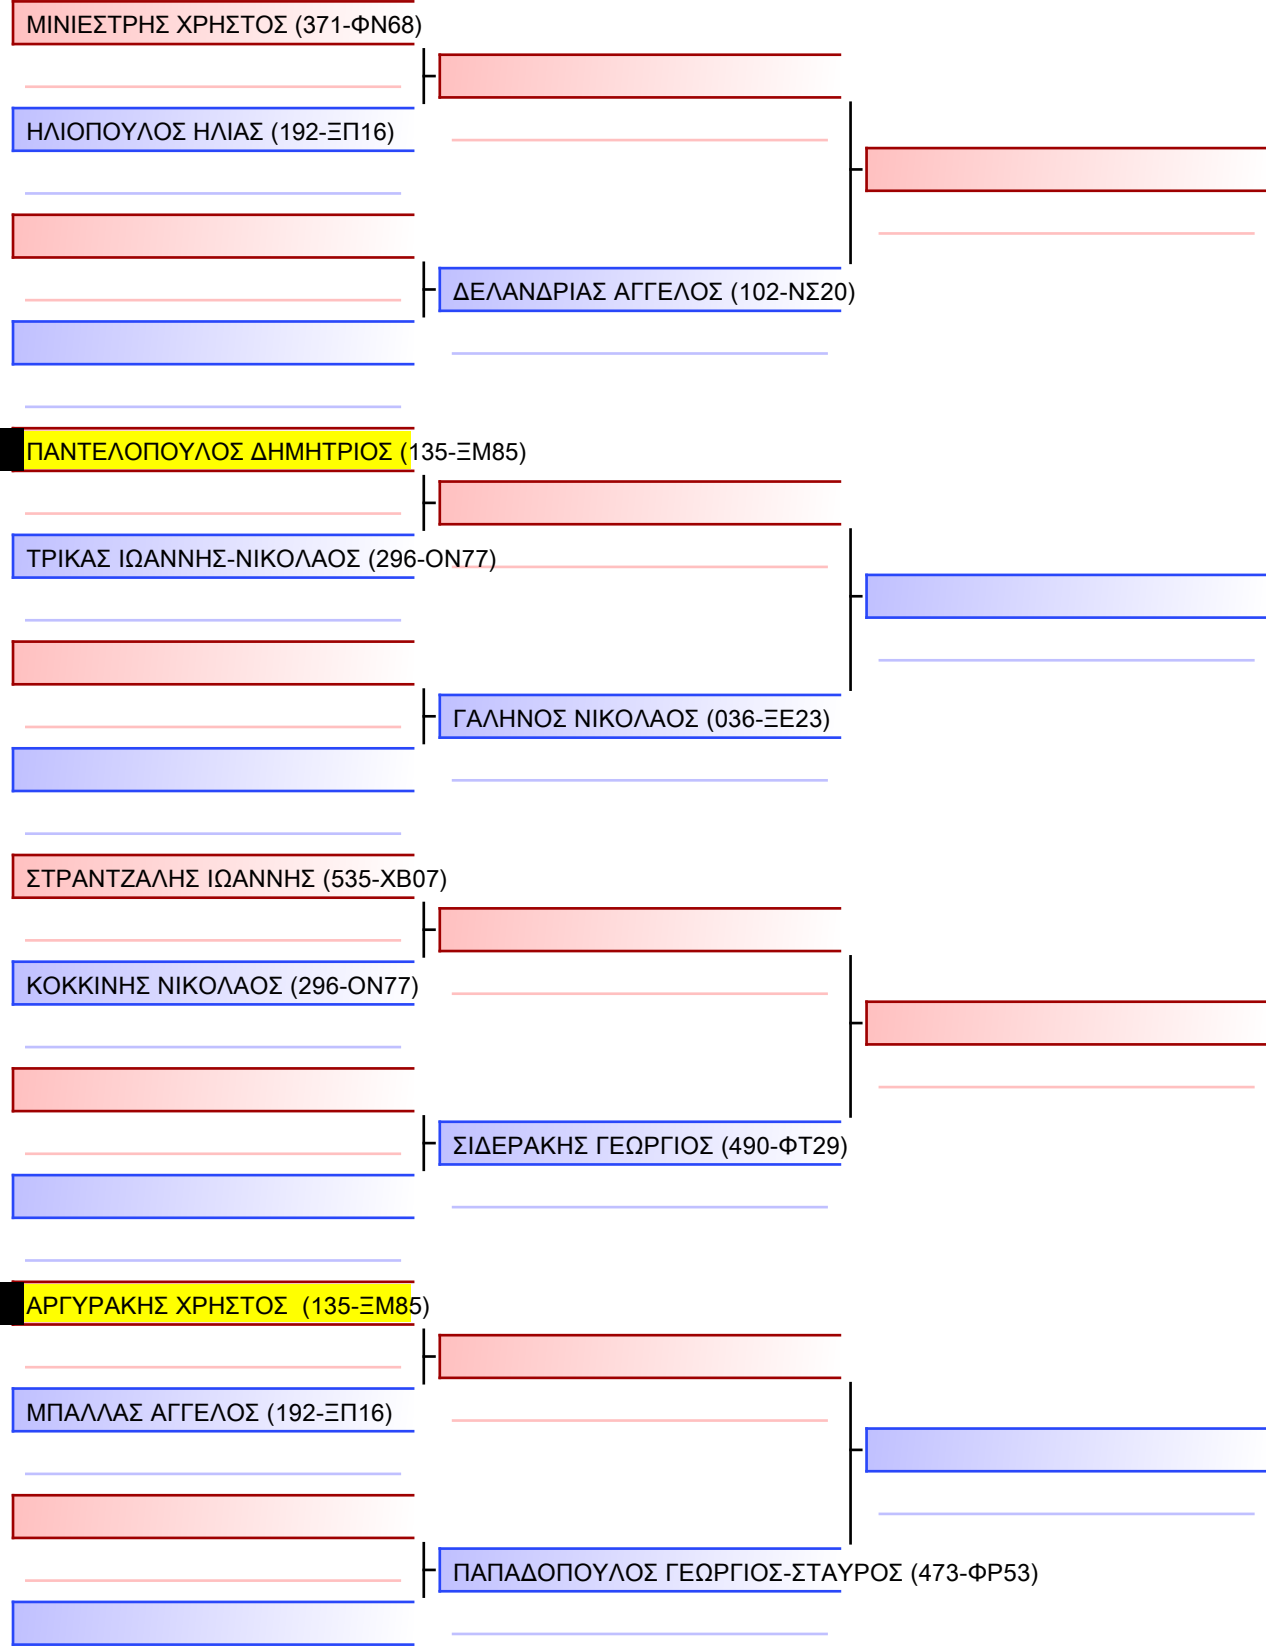 ΜΙΝΙΕΣΤΡΗΣ ΧΡΗΣΤΟΣ (371-ΦΝ68)
ΗΛΙΟΠΟΥΛΟΣ ΗΛΙΑΣ (192-ΞΠ16)
ΔΕΛΑΝΔΡΙΑΣ ΑΓΓΕΛΟΣ (102-ΝΣ20)
ΠΑΝΤΕΛΟΠΟΥΛΟΣ ΔΗΜΗΤΡΙΟΣ (135-ΞΜ85)
ΤΡΙΚΑΣ ΙΩΑΝΝΗΣ-ΝΙΚΟΛΑΟΣ (296-ΟΝ77)
ΓΑΛΗΝΟΣ ΝΙΚΟΛΑΟΣ (036-ΞΕ23)
ΣΤΡΑΝΤΖΑΛΗΣ ΙΩΑΝΝΗΣ (535-ΧΒ07)
ΚΟΚΚΙΝΗΣ ΝΙΚΟΛΑΟΣ (296-ΟΝ77)
ΣΙΔΕΡΑΚΗΣ ΓΕΩΡΓΙΟΣ (490-ΦΤ29)
ΑΡΓΥΡΑΚΗΣ ΧΡΗΣΤΟΣ (135-ΞΜ85)
ΜΠΑΛΛΑΣ ΑΓΓΕΛΟΣ (192-ΞΠ16)
ΠΑΠΑΔΟΠΟΥΛΟΣ ΓΕΩΡΓΙΟΣ-ΣΤΑΥΡΟΣ (473-ΦΡ53)